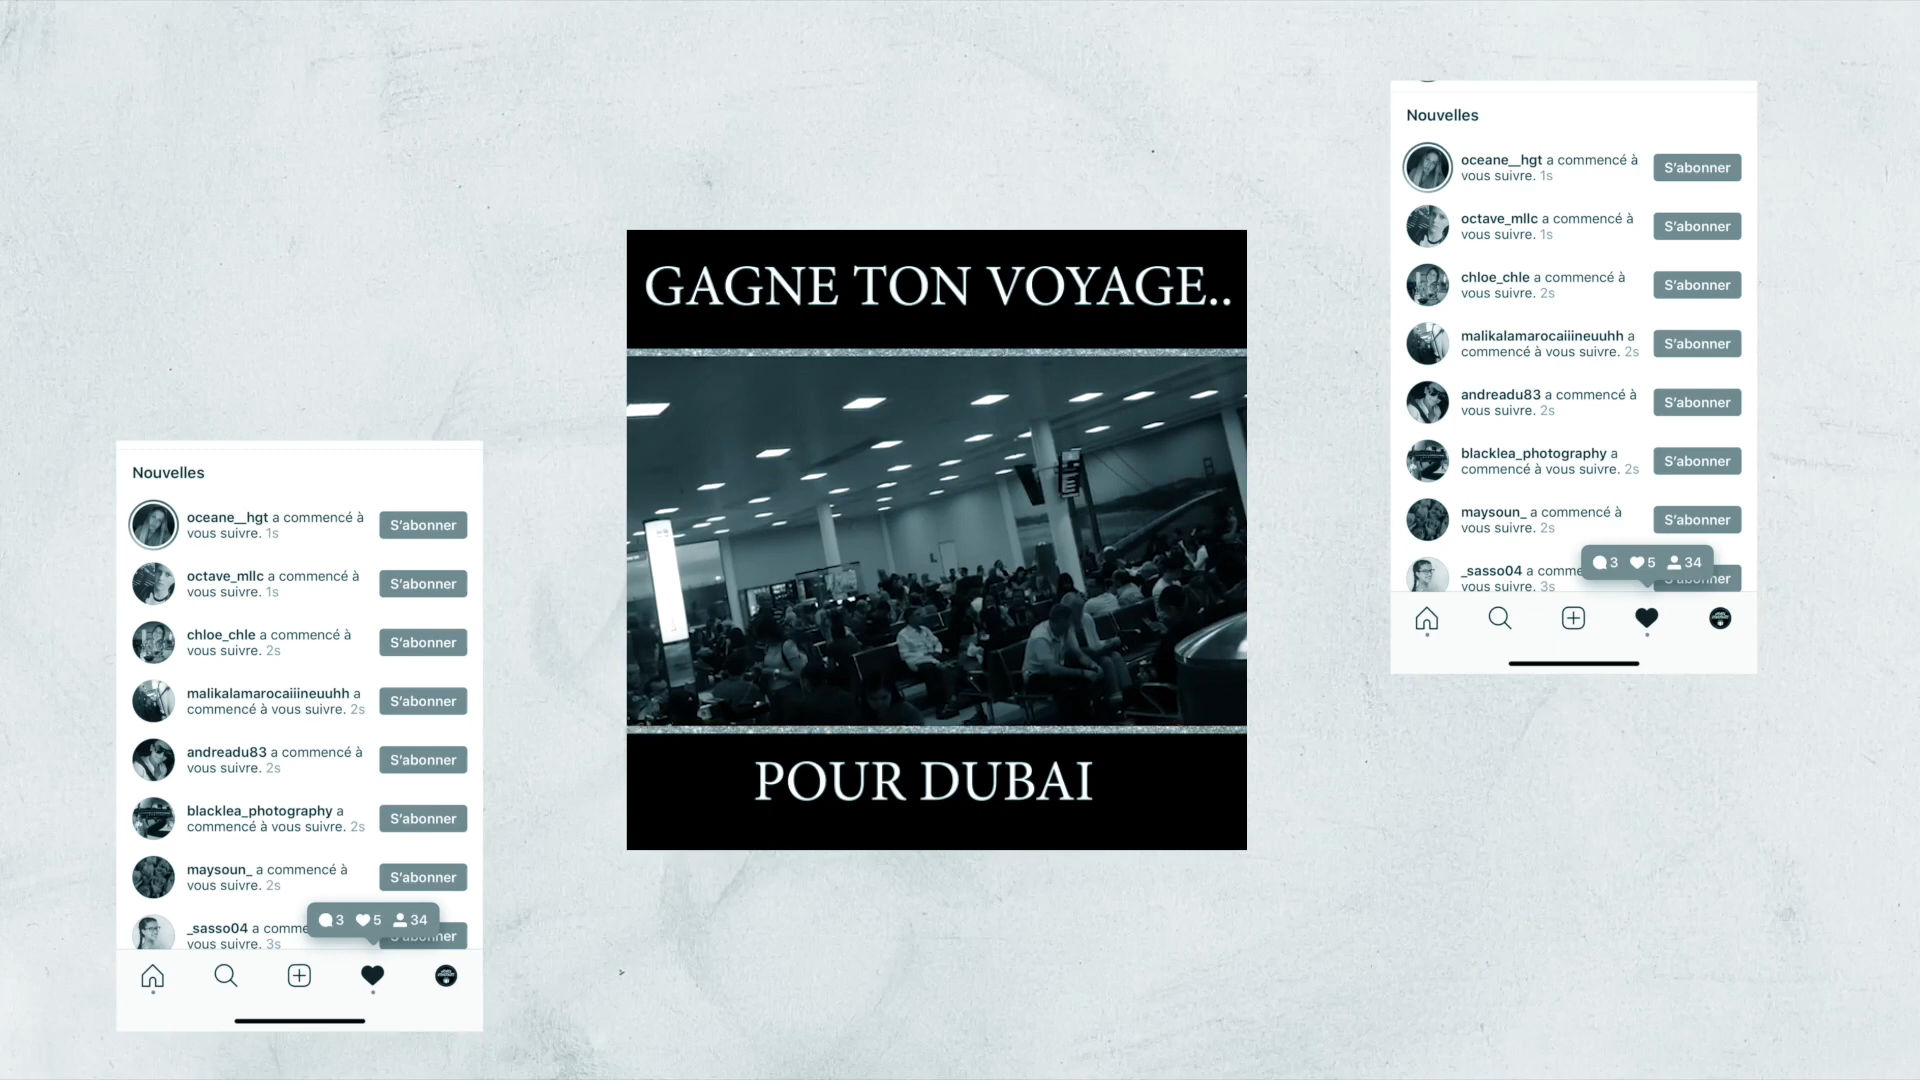 Nouvelles
oceane__hgt a commencé à
vous suivre. 1s
S'abonner
octave_mllc a commencé à
vous suivre. 1s
S'abonner
chloe_chle a commencé à
vous suivre. 2s
S'abonner
malikalamarocaiiineuuhh a
commencé à vous suivre. 2s
S'abonner
andreadu83 a commencé à
vous suivre. 2s
S'abonner
blacklea_photography a
commencé à vous suivre. 2s
S'abonner
maysoun_ a commencé à
vous suivre. 2s
S'abonner
_sasso04 a comme
vous suivre. 3s
3 5 34
GAGNE TON VOYAGE..
POUR DUBAI
Nouvelles
oceane__hgt a commencé à
vous suivre. 1s
S'abonner
octave_mllc a commencé à
vous suivre. 1s
S'abonner
chloe_chle a commencé à
vous suivre. 2s
S'abonner
malikalamarocaiiineuuhh a
commencé à vous suivre. 2s
S'abonner
andreadu83 a commencé à
vous suivre. 2s
S'abonner
blacklea_photography a
commencé à vous suivre. 2s
S'abonner
maysoun_ a commencé à
vous suivre. 2s
S'abonner
_sasso04 a comme
vous suivre. 3s
3 5 34